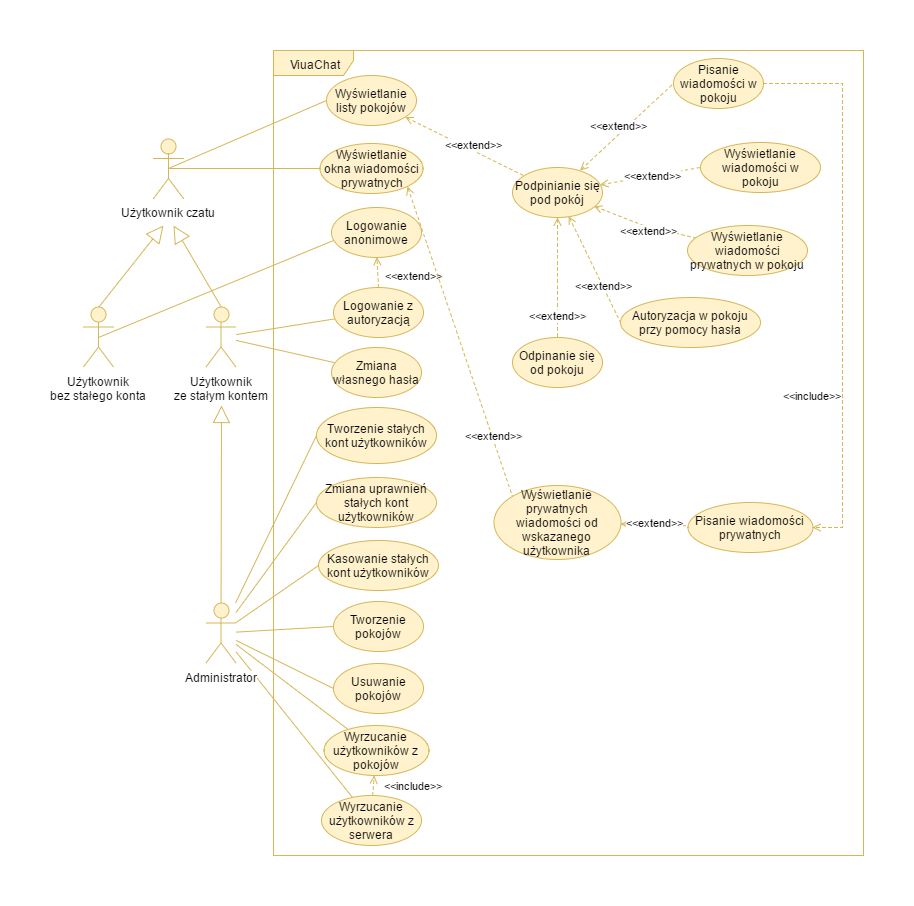 ViuaChat
Wyświetlanie
listy pokojów
Wyświetlanie
okna wiadomości
prywatnych
Logowanie
anonimowe
<<extend>>
Logowanie z
autoryzacją
Zmiana
własnego hasła
Tworzenie stałych
kont użytkowników
Zmiana uprawnień
stałych kont
użytkowników
Kasowanie stałych
kont użytkowników
Tworzenie
pokojów
Usuwanie
pokojów
Wyrzucanie
użytkowników z
pokojów
<<include>>
Wyrzucanie
użytkowników z
serwera
Użytkownik czatu
Użytkownik
bez stałego konta
Użytkownik
ze stałym kontem
Administrator
<<extend>>
Podpinianie się
pod pokój
<<extend>>
Pisanie
wiadomości w
pokoju
<<extend>>
Wyświetlanie
wiadomości w
pokoju
<<extend>>
Wyświetlanie
wiadomości
prywatnych w pokoju
<<extend>>
Autoryzacja w pokoju
przy pomocy hasła
<<extend>>
Odpinanie się
od pokoju
<<include>>
<<extend>>
Wyświetlanie
prywatnych
wiadomości od
wskazanego
użytkownika
<<extend>>
Pisanie wiadomości
prywatnych